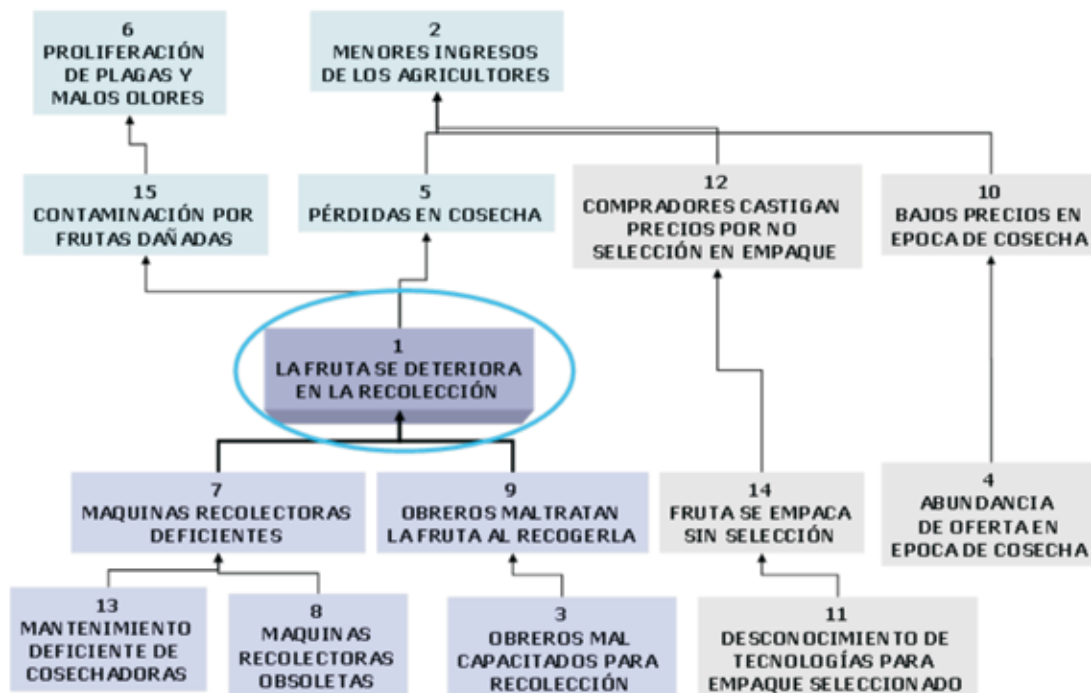 6
PROLIFERACIÓN
DE PLAGAS Y
MALOS OLORES
2
MENORES INGRESOS
DE LOS AGRICULTORES
15
CONTAMINACIÓN POR
FRUTAS DAÑADAS
5
PÉRDIDAS EN COSECHA
12
COMPRADORES CASTIGAN
PRECIOS POR NO
SELECCIÓN EN EMPAQUE
10
BAJOS PRECIOS EN
EPOCA DE COSECHA
1
LA FRUTA SE DETERIORA
EN LA RECOLECCIÓN
7
MAQUINAS RECOLECTORAS
DEFICIENTES
9
OBREROS MALTRATAN
LA FRUTA AL RECOGERLA
14
FRUTA SE EMPACA
SIN SELECCIÓN
4
ABUNDANCIA
DE OFERTA EN
EPOCA DE COSECHA
13
MANTENIMIENTO
DEFICIENTE DE
COSECHADORAS
8
MAQUINAS
RECOLECTORAS
OBSOLETAS
3
OBREROS MAL
CAPACITADOS PARA
RECOLECCIÓN
11
DESCONOCIMIENTO DE
TECNOLOGÍAS PARA
EMPAQUE SELECCIONADO